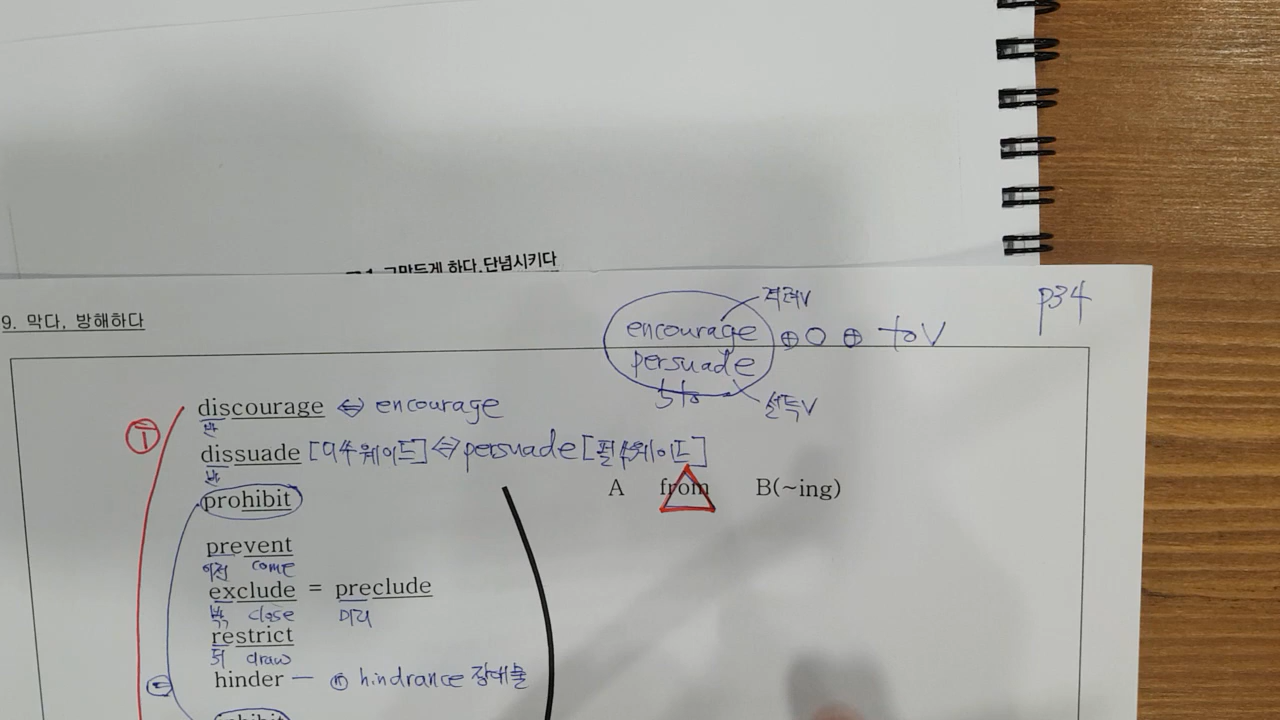 그만두게 하다, 단념시키다
p34
9. 막다, 방해하다
격려V
encourage ⊕O ⊕ to V
persuade
5형 설득V
① discourage ⇔ encourage
반
dissuade [디쑤웨이드] ⇔ persuade [펄쑤웨이드]
반
A from B(~ing)
prohibit
prevent
이전 come
exclude = preclude
밖 close 미리
restrict
뒤 draw
hinder — ⓝ hindrance 장애물